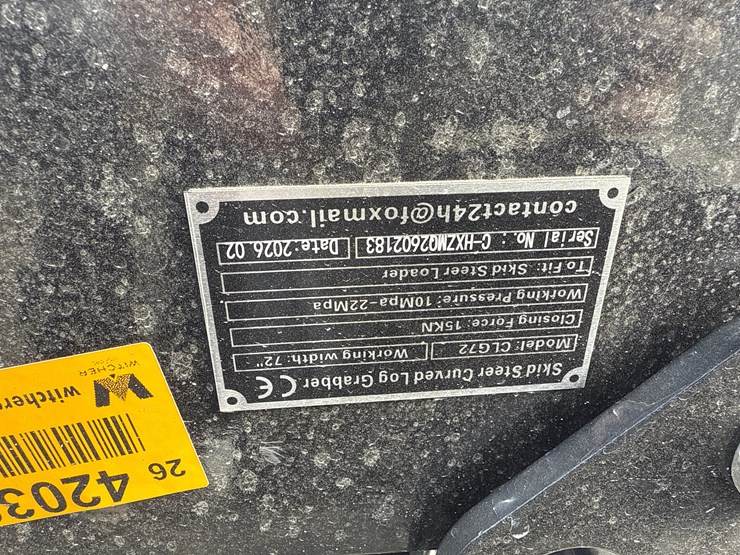 Skid Steer Curved Log Grabber CE
Model: CLG72 Working width: 72"
Closing Force: 15KN
Working Pressure: 10Mpa-22Mpa
To Fit: Skid Steer Loader
Serial No.: C-HXZM02602183 Date:2026.02
contact24h@foxmail.com
26
4203
WITCHER
witcher